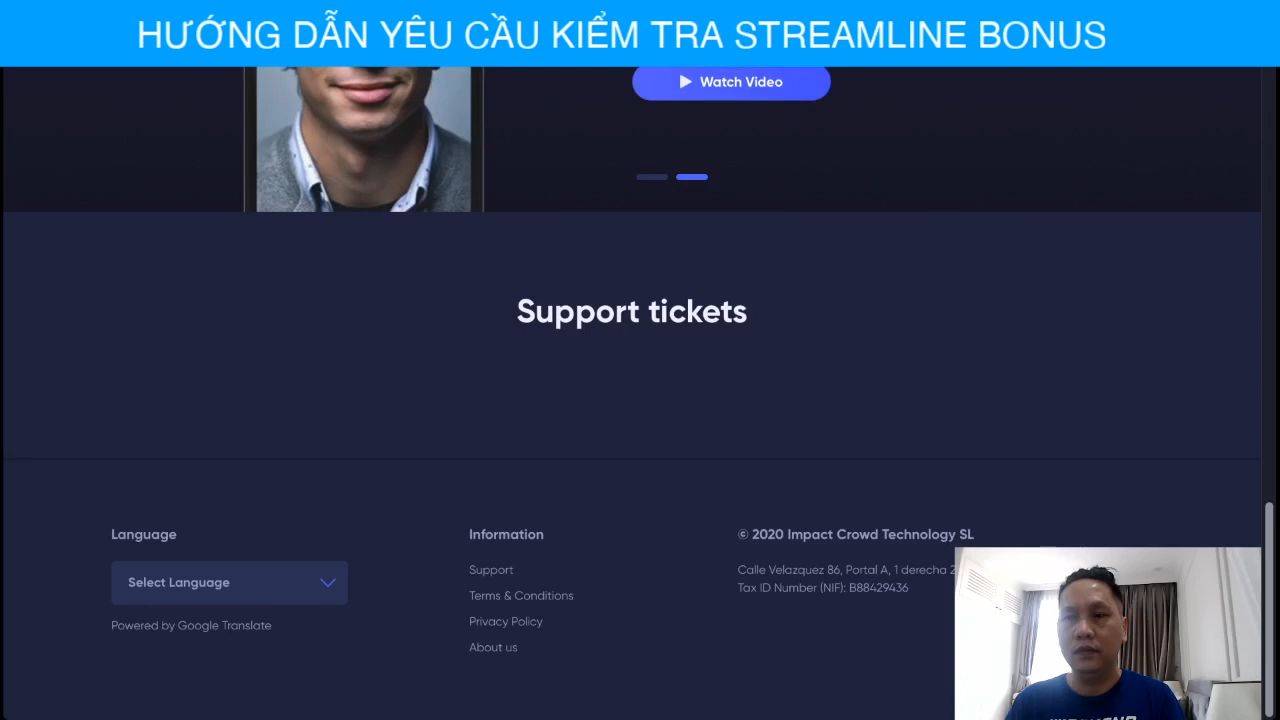 HƯỚNG DẪN YÊU CẦU KIỂM TRA STREAMLINE BONUS
Watch Video
Support tickets
Language
Select Language
Powered by Google Translate
Information
Support
Terms & Conditions
Privacy Policy
About us
© 2020 Impact Crowd Technology SL
Calle Velazquez 86, Portal A, 1 derecha
Tax ID Number (NIF): B88429436